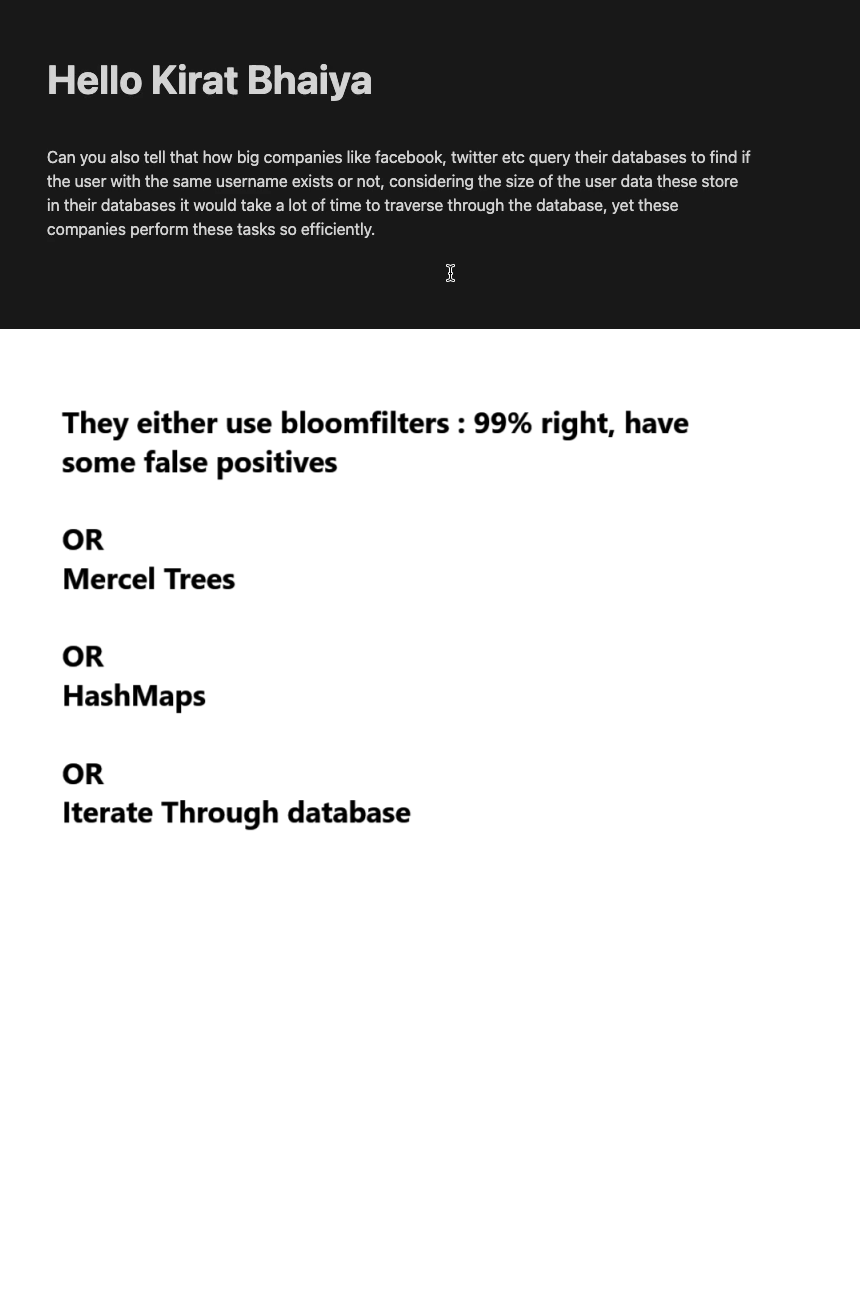 Hello Kirat Bhaiya
Can you also tell that how big companies like facebook, twitter etc query their databases to find if
the user with the same username exists or not, considering the size of the user data these store
in their databases it would take a lot of time to traverse through the database, yet these
companies perform these tasks so efficiently.
They either use bloomfilters : 99% right, have
some false positives
OR
Mercel Trees
OR
HashMaps
OR
Iterate Through database